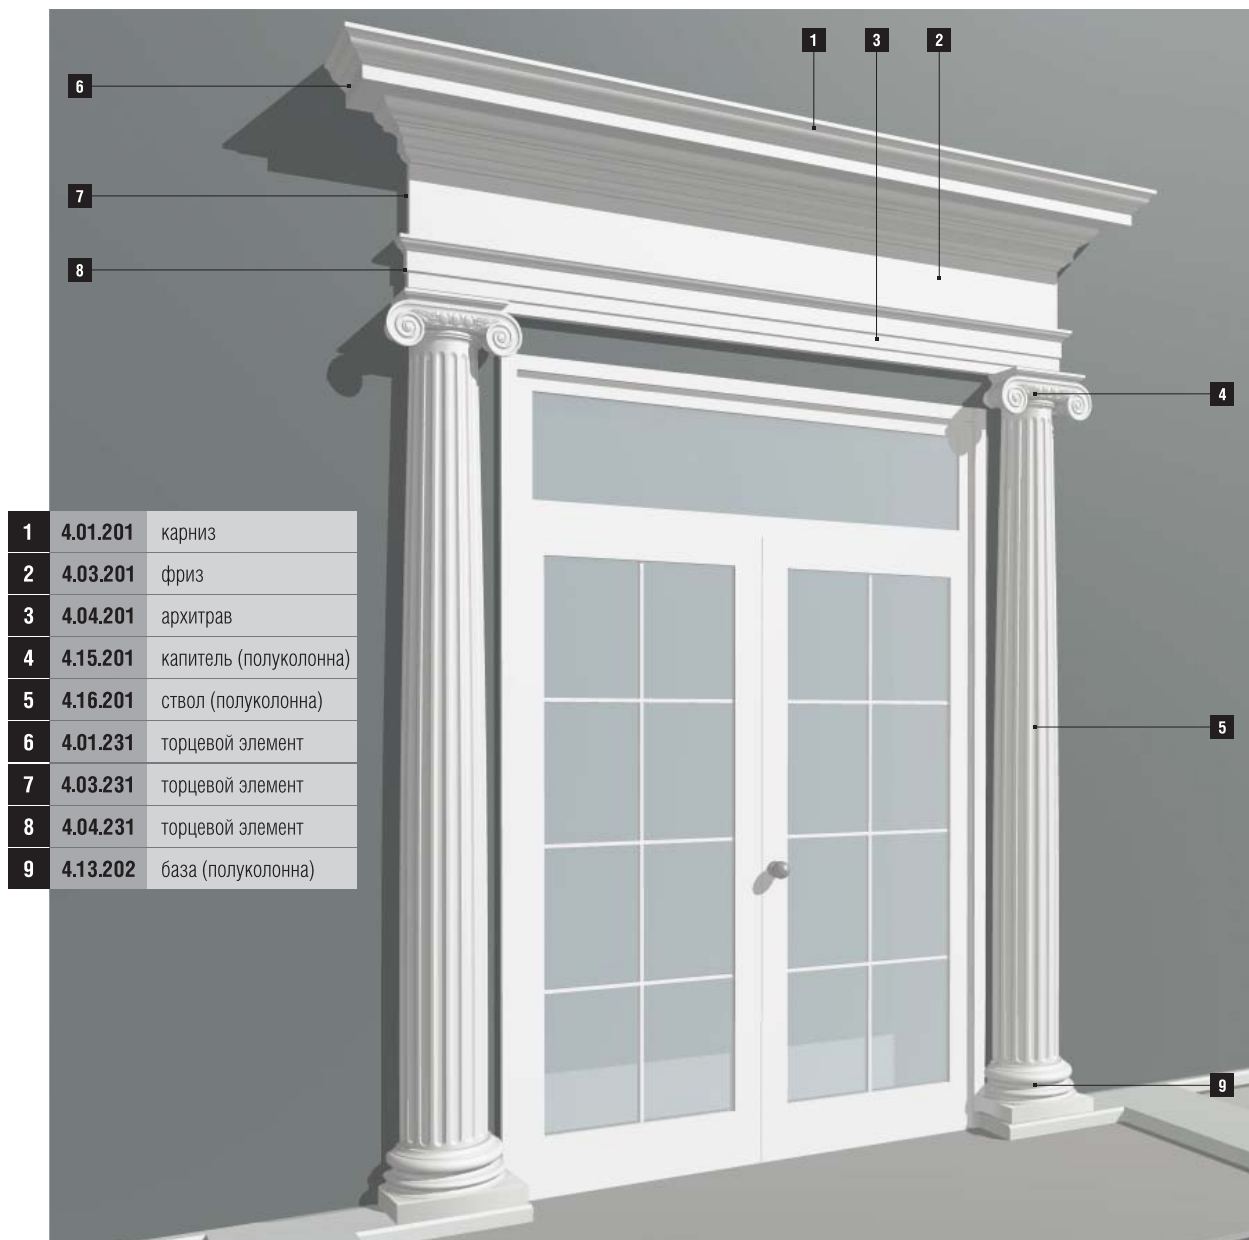 1 3 2
6
7
8
4
1 4.01.201 карниз
2 4.03.201 фриз
3 4.04.201 архитрав
4 4.15.201 капитель (полуколонна)
5 4.16.201 ствол (полуколонна)
6 4.01.231 торцевой элемент
7 4.03.231 торцевой элемент
8 4.04.231 торцевой элемент
9 4.13.202 база (полуколонна)
5
9